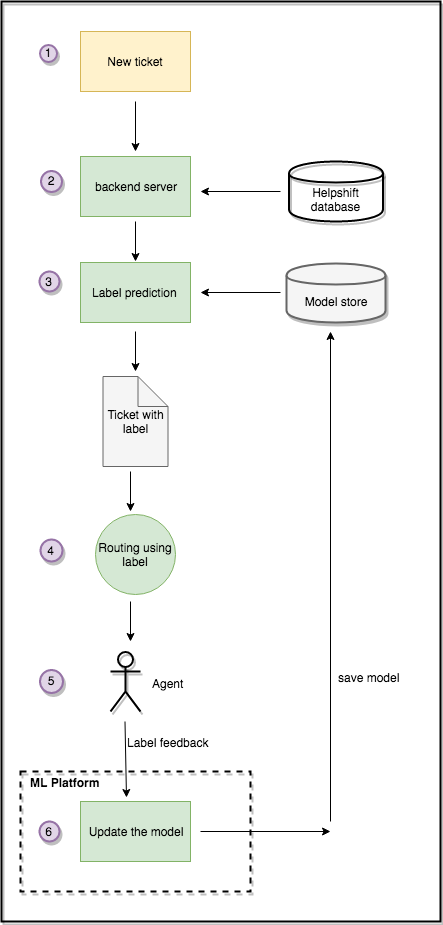 1
New ticket
2
backend server
Helpshift
database
3
Label prediction
Model store
Ticket with
label
4
Routing using
label
5
Agent
save model
Label feedback
ML Platform
6
Update the model